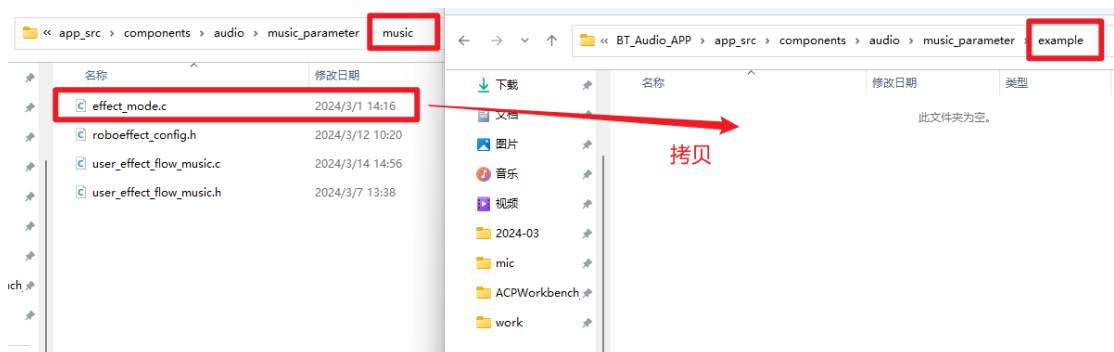 « app_src › components › audio › music_parameter › music
名称 修改日期
effect_mode.c 2024/3/1 14:16
roboeffect_config.h 2024/3/12 10:20
user_effect_flow_music.c 2024/3/14 14:56
user_effect_flow_music.h 2024/3/7 13:38
« BT_Audio_APP › app_src › components › audio › music_parameter › example
下载
文档
图片
音乐
视频
2024-03
mic
ACPWorkbench_
work
名称 修改日期 类型
此文件夹为空。
拷贝